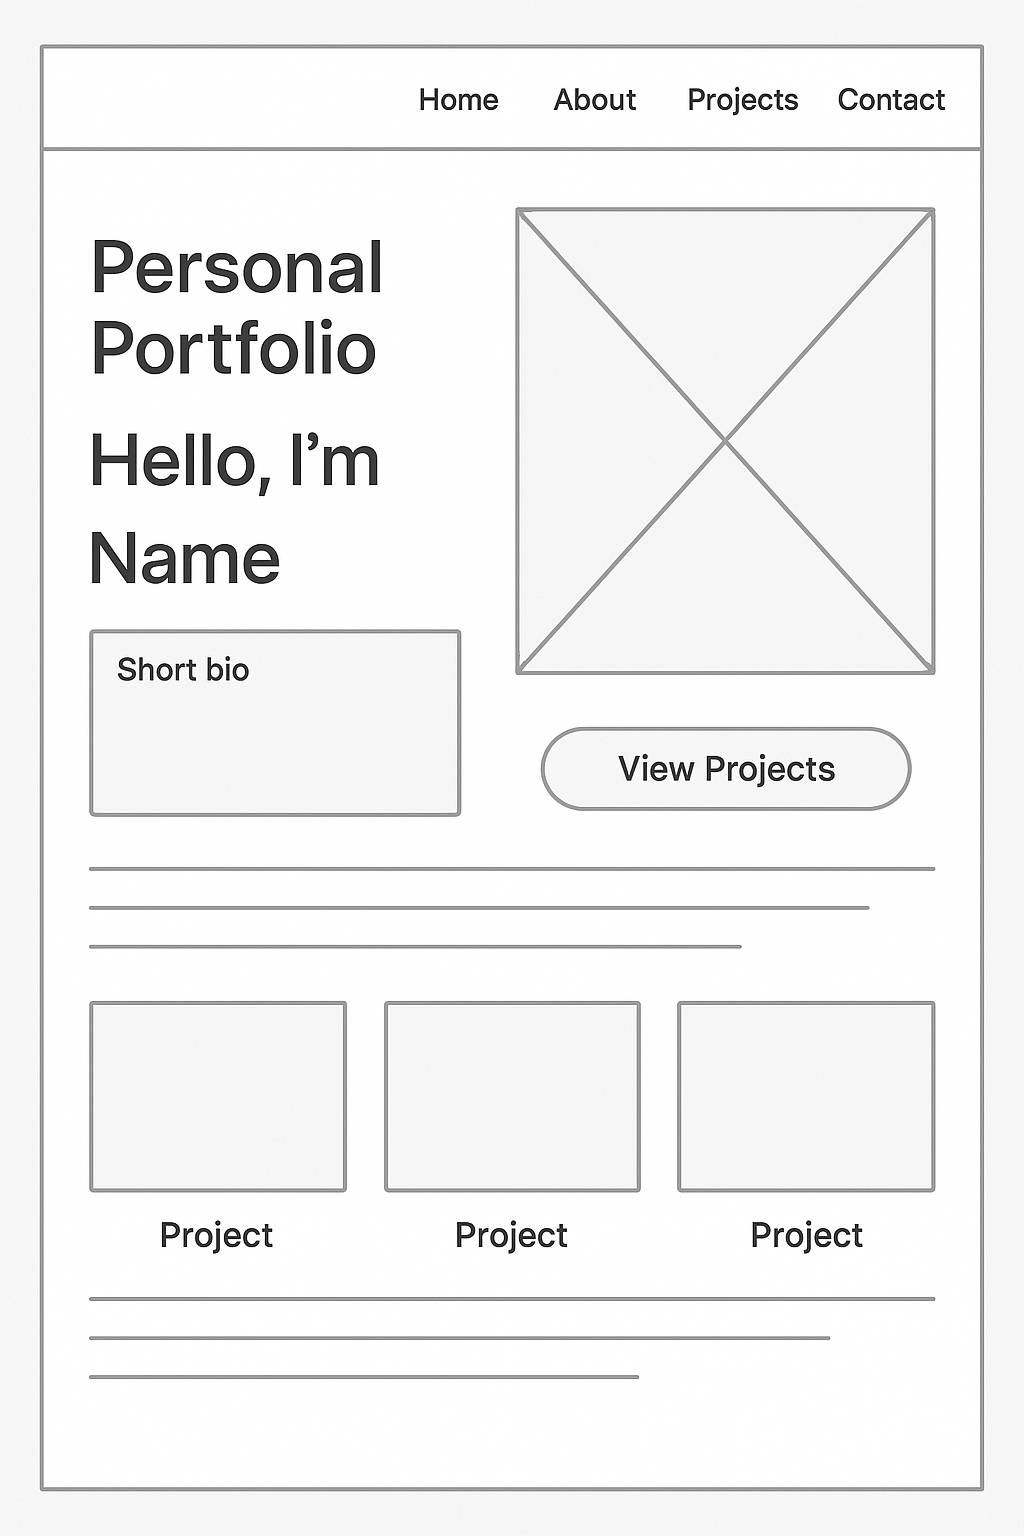 Home About Projects Contact
Personal
Portfolio
Hello, I’m
Name
Short bio
View Projects
Project Project Project